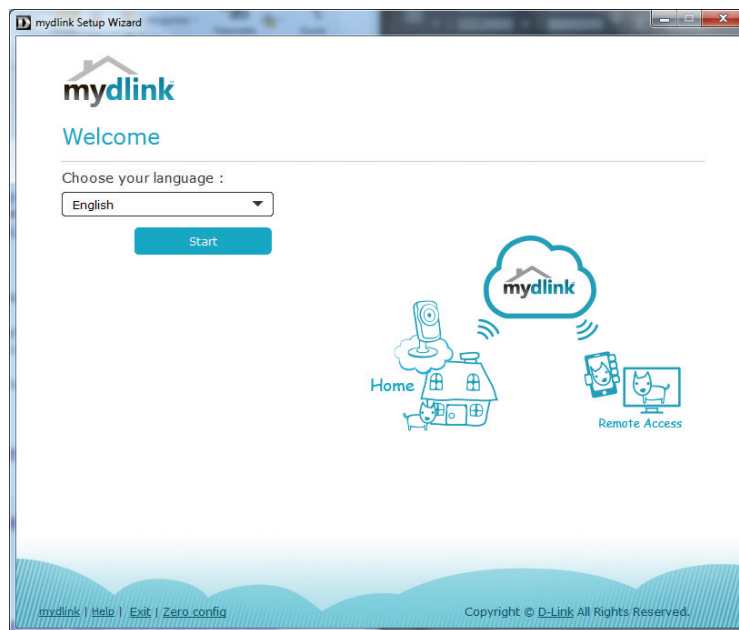 mydlink Setup Wizard
mydlink
Welcome
Choose your language :
English
Start
mydlink
Home
Remote Access
mydlink | Help | Exit | Zero config
Copyright © D-Link All Rights Reserved.